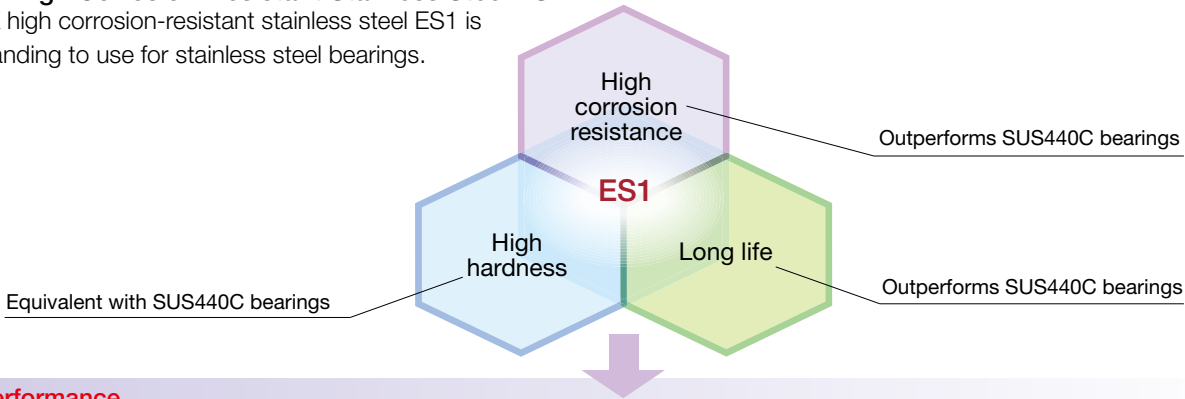 high corrosion-resistant stainless steel ES1 is
anding to use for stainless steel bearings.
High
corrosion
resistance
Outperforms SUS440C bearings
ES1
High
hardness
Long life
Equivalent with SUS440C bearings
Outperforms SUS440C bearings
erformance